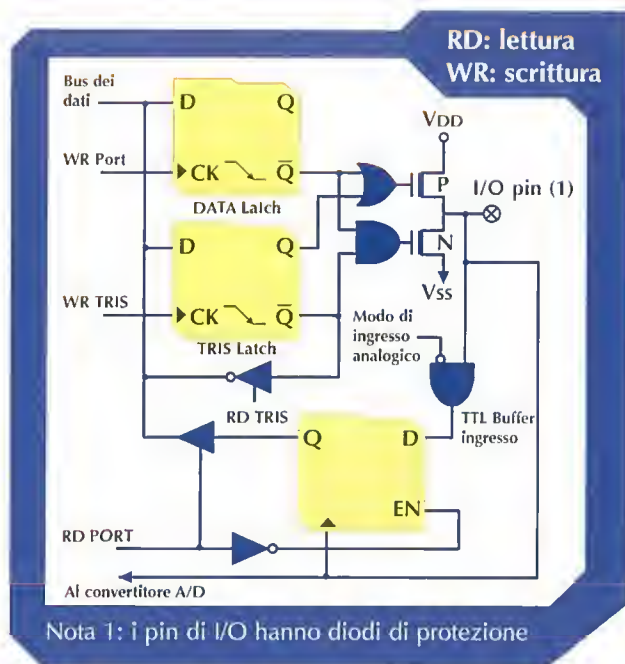 RD: lettura
WR: scrittura
Bus dei
dati
D
Q
VDD
WR Port
CK
Q̅
P
I/O pin (1)
DATA Latch
D
Q
N
WR TRIS
CK
Q̅
Vss
Modo di
ingresso
analogico
TRIS Latch
RD TRIS
TTL Buffer
ingresso
Q
D
EN
RD PORT
Al convertitore A/D
Nota 1: i pin di I/O hanno diodi di protezione